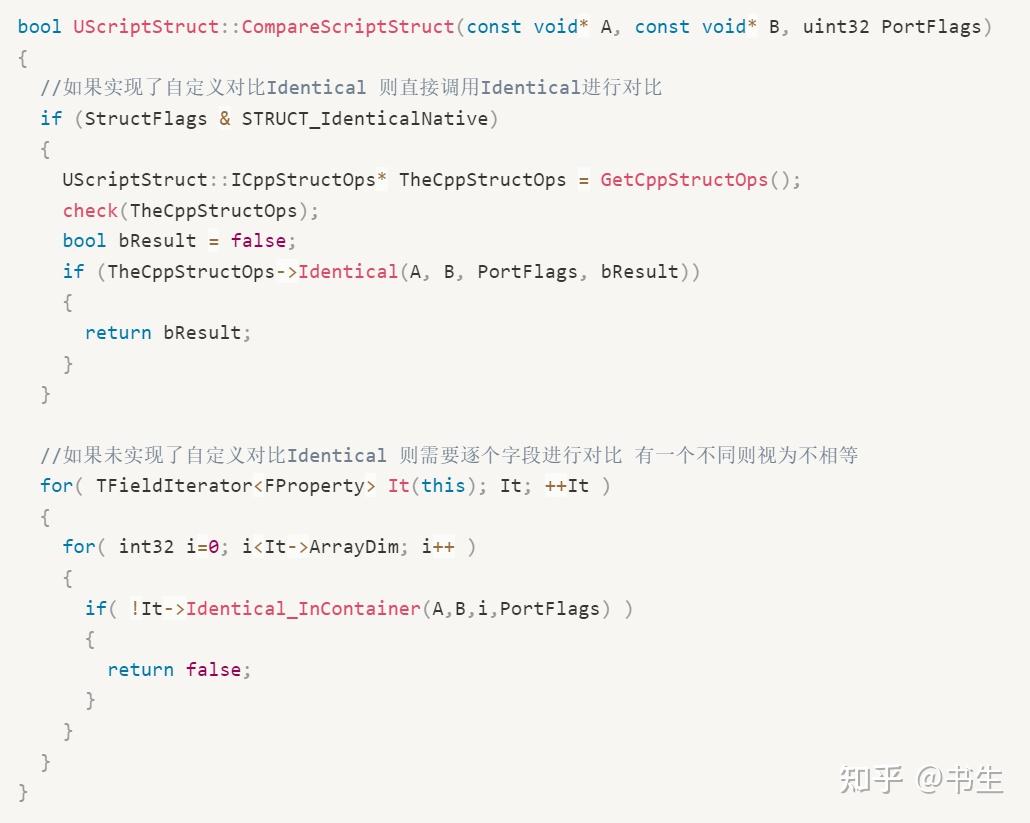 bool UScriptStruct::CompareScriptStruct(const void* A, const void* B, uint32 PortFlags)
{
  //如果实现了自定义对比Identical 则直接调用Identical进行对比
  if (StructFlags & STRUCT_IdenticalNative)
  {
    UScriptStruct::ICppStructOps* TheCppStructOps = GetCppStructOps();
    check(TheCppStructOps);
    bool bResult = false;
    if (TheCppStructOps->Identical(A, B, PortFlags, bResult))
    {
      return bResult;
    }
  }

  //如果未实现了自定义对比Identical 则需要逐个字段进行对比 有一个不同则视为不相等
  for( TFieldIterator<FProperty> It(this); It; ++It )
  {
    for( int32 i=0; i<It->ArrayDim; i++ )
    {
      if( !It->Identical_InContainer(A,B,i,PortFlags) )
      {
        return false;
      }
    }
  }
}
知乎 @书生